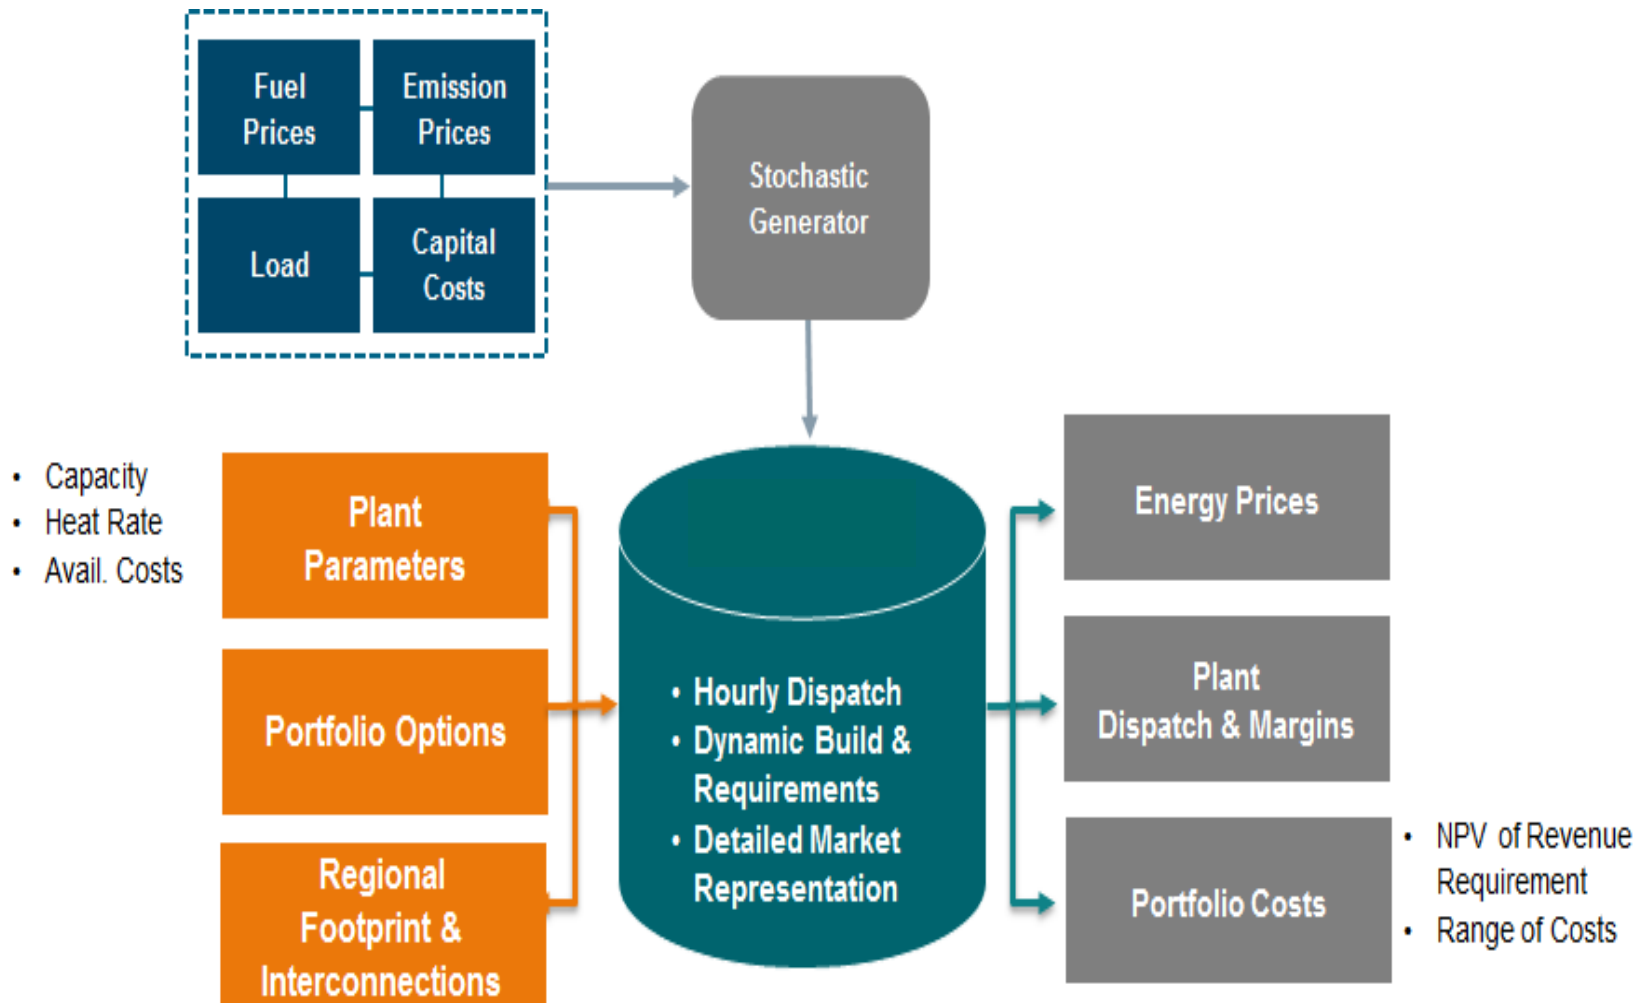 Fuel
Prices
Emission
Prices
Load
Capital
Costs
Stochastic
Generator
• Capacity
• Heat Rate
• Avail. Costs
Plant
Parameters
Portfolio Options
Regional
Footprint &
Interconnections
• Hourly Dispatch
• Dynamic Build &
Requirements
• Detailed Market
Representation
Energy Prices
Plant
Dispatch & Margins
Portfolio Costs
• NPV of Revenue
Requirement
• Range of Costs